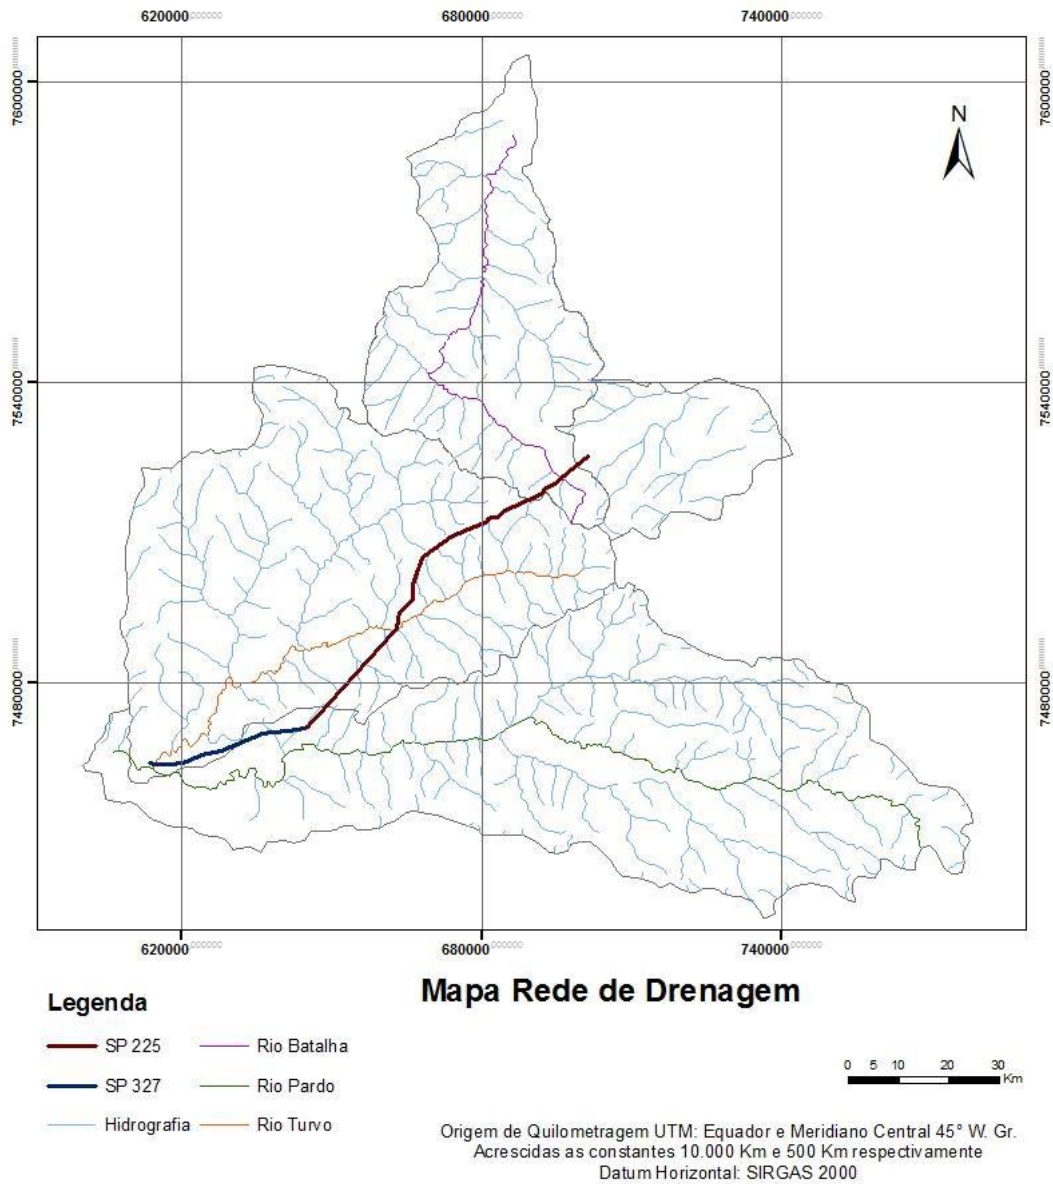 620000 680000 740000
7600000 7600000
N
7540000 7540000
7480000 7480000
620000 680000 740000
Mapa Rede de Drenagem
Legenda
SP 225 Rio Batalha
SP 327 Rio Pardo
Hidrografia Rio Turvo
0 5 10 20 30
Km
Origem de Quilometragem UTM: Equador e Meridiano Central 45° W. Gr.
Acrescidas as constantes 10.000 Km e 500 Km respectivamente
Datum Horizontal: SIRGAS 2000